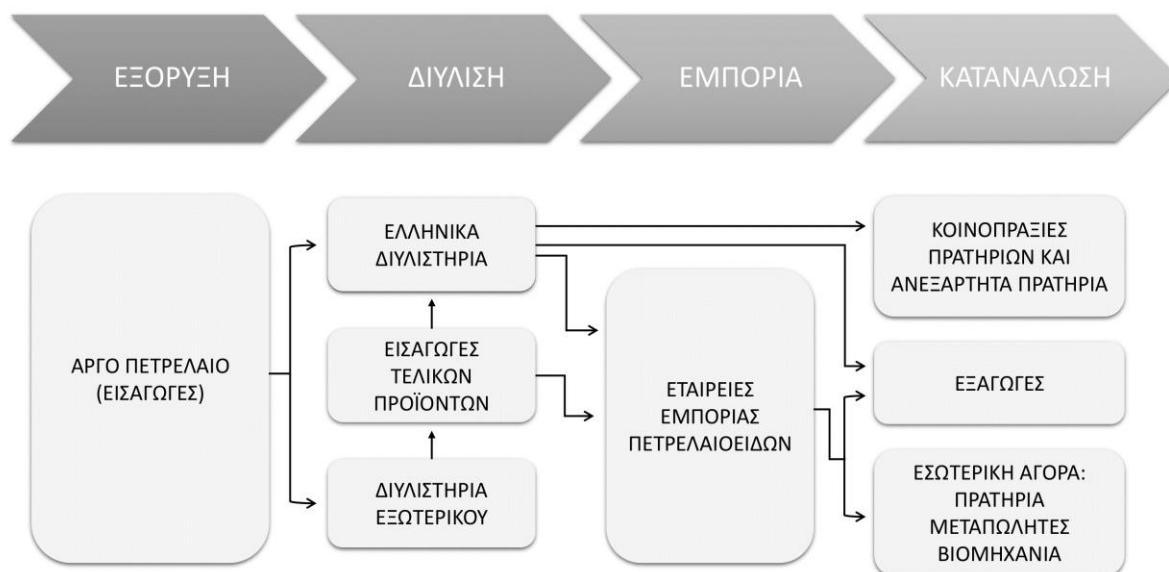 ΕΞΟΡΥΞΗ
ΔΙΥΛΙΣΗ
ΕΜΠΟΡΙΑ
ΚΑΤΑΝΑΛΩΣΗ
ΑΡΓΟ ΠΕΤΡΕΛΑΙΟ
(ΕΙΣΑΓΩΓΕΣ)
ΕΛΛΗΝΙΚΑ
ΔΙΥΛΙΣΤΗΡΙΑ
ΕΙΣΑΓΩΓΕΣ
ΤΕΛΙΚΩΝ
ΠΡΟΪΟΝΤΩΝ
ΔΙΥΛΙΣΤΗΡΙΑ
ΕΞΩΤΕΡΙΚΟΥ
ΕΤΑΙΡΕΙΕΣ
ΕΜΠΟΡΙΑΣ
ΠΕΤΡΕΛΑΙΟΕΙΔΩΝ
ΚΟΙΝΟΠΡΑΞΙΕΣ
ΠΡΑΤΗΡΙΩΝ ΚΑΙ
ΑΝΕΞΑΡΤΗΤΑ ΠΡΑΤΗΡΙΑ
ΕΞΑΓΩΓΕΣ
ΕΣΩΤΕΡΙΚΗ ΑΓΟΡΑ:
ΠΡΑΤΗΡΙΑ
ΜΕΤΑΠΩΛΗΤΕΣ
ΒΙΟΜΗΧΑΝΙΑ